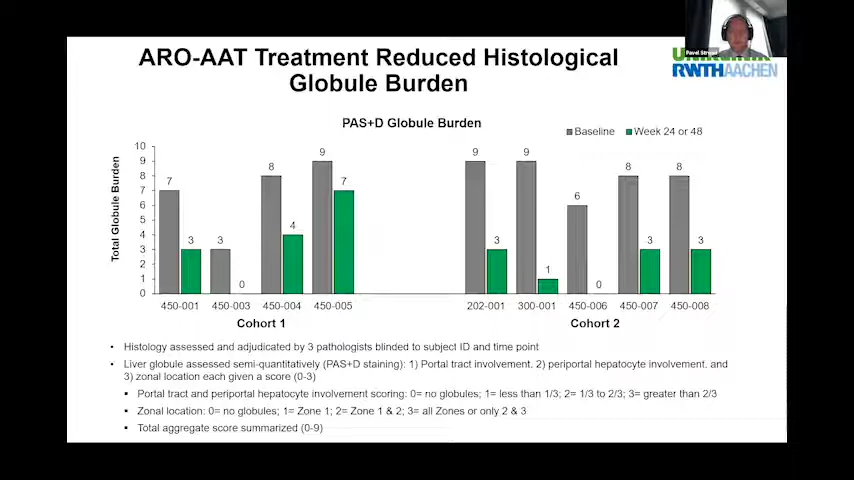 Pavel Strnad
ARO-AAT Treatment Reduced Histological
Globule Burden
UNIKLINIK
RWTHAACHEN
PAS+D Globule Burden
Baseline Week 24 or 48
Total Globule Burden
10
9
8
7
6
5
4
3
2
1
0
7 3 3 0 8 4 9 7 9 3 9 1 6 0 8 3 8 3
450-001 450-003 450-004 450-005 202-001 300-001 450-006 450-007 450-008
Cohort 1 Cohort 2
• Histology assessed and adjudicated by 3 pathologists blinded to subject ID and time point
• Liver globule assessed semi-quantitatively (PAS+D staining): 1) Portal tract involvement. 2) periportal hepatocyte involvement. and
3) zonal location each given a score (0-3)
▪ Portal tract and periportal hepatocyte involvement scoring: 0= no globules; 1= less than 1/3; 2= 1/3 to 2/3; 3= greater than 2/3
▪ Zonal location: 0= no globules; 1= Zone 1; 2= Zone 1 & 2; 3= all Zones or only 2 & 3
▪ Total aggregate score summarized (0-9)